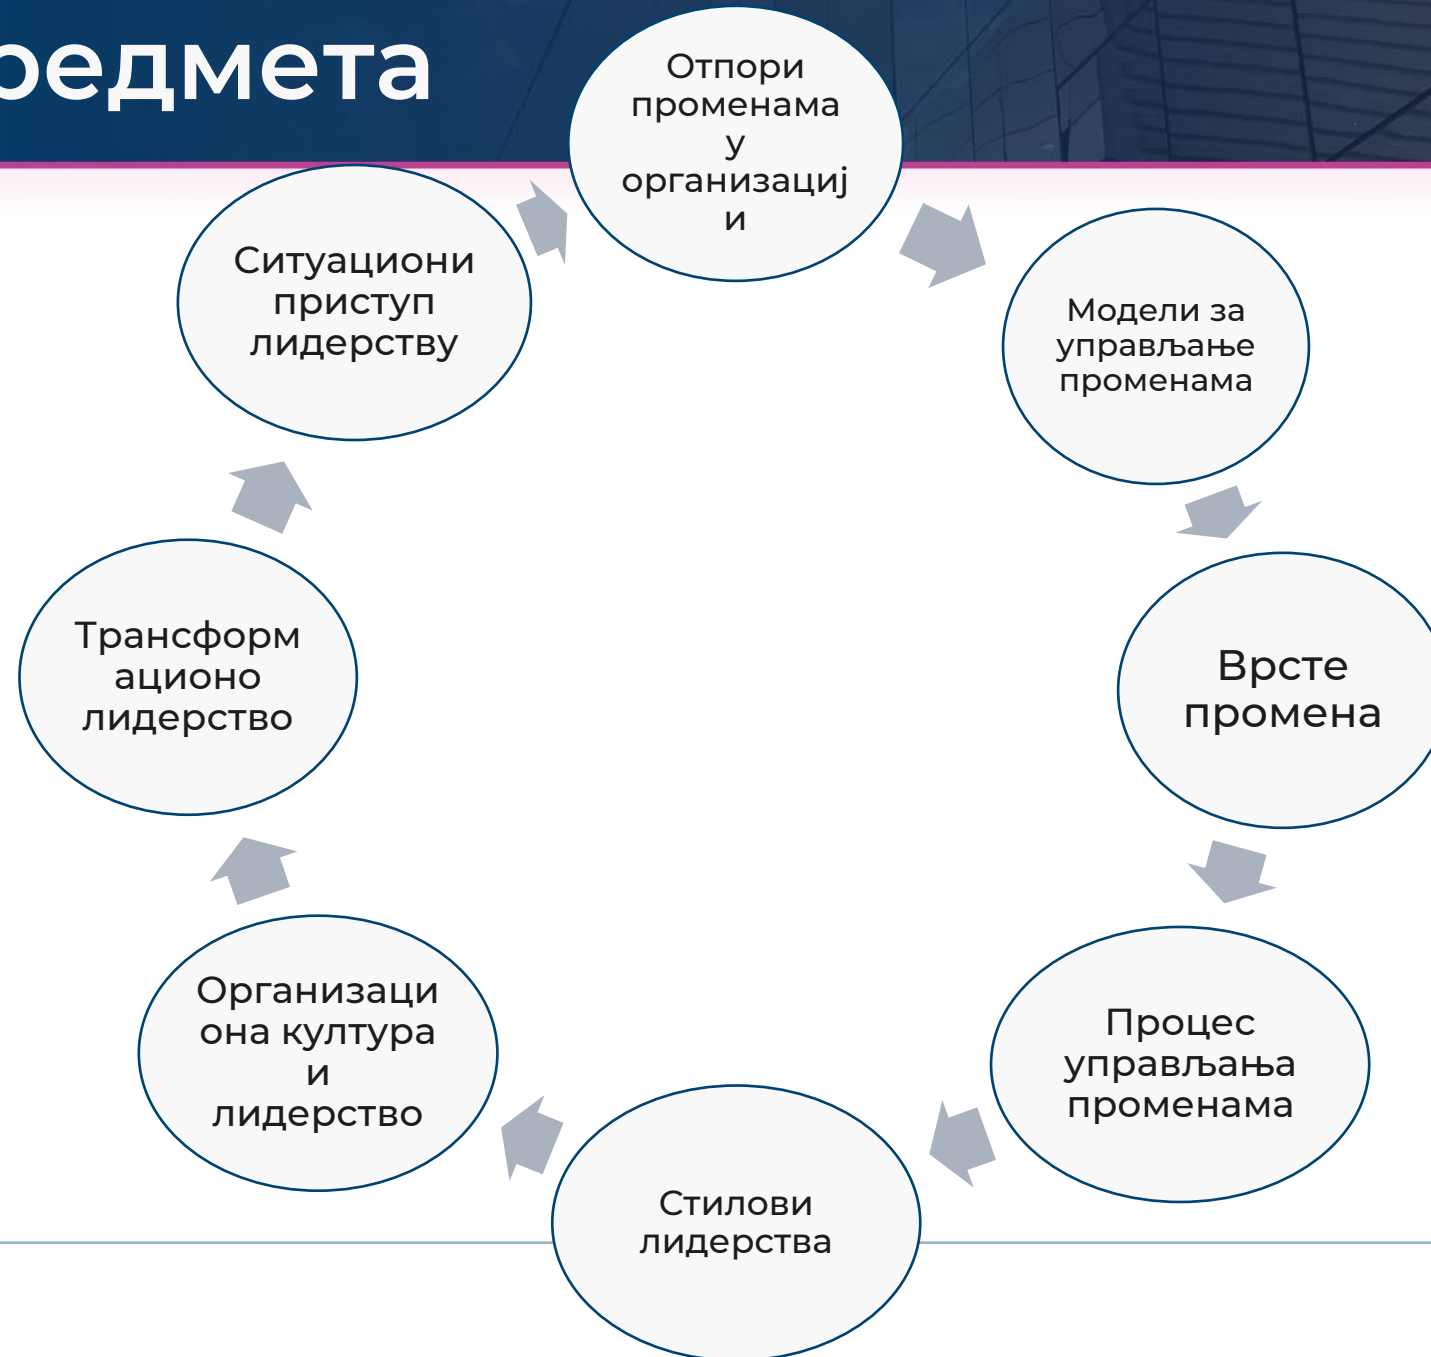 редмета
Отпори
променама
у
организациј
и
Модели за
управљање
променама
Врсте
промена
Процес
управљања
променама
Стилови
лидерства
Организаци
она култура
и
лидерство
Трансформ
ационо
лидерство
Ситуациони
приступ
лидерству